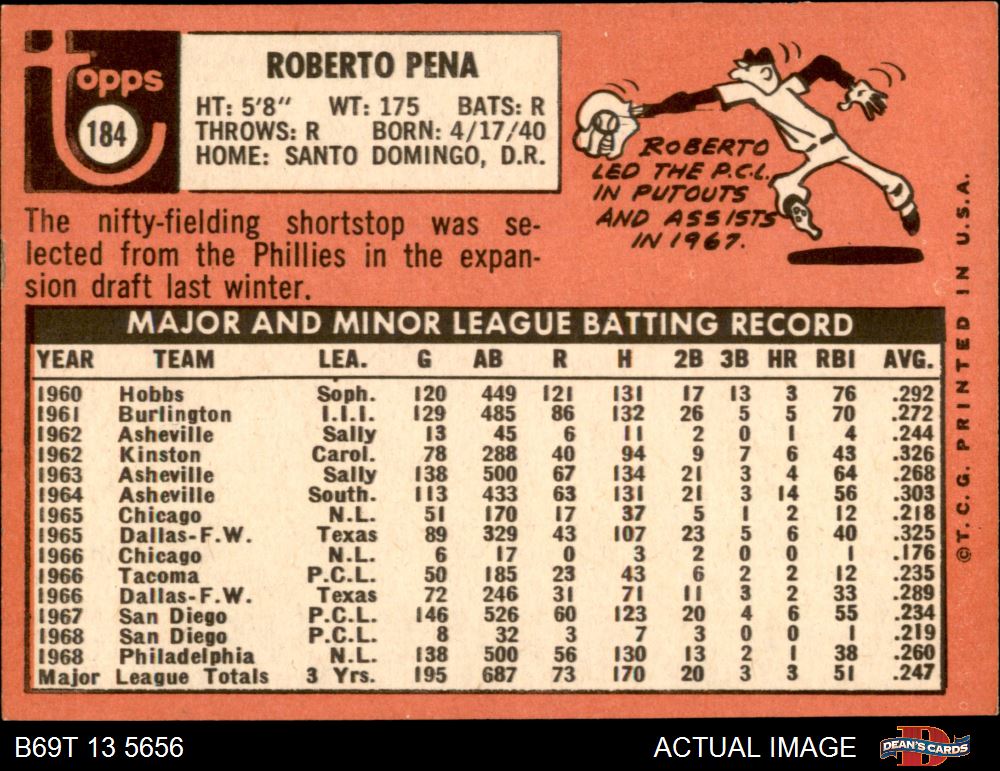 Topps
184
ROBERTO PENA
HT: 5'8" WT: 175 BATS: R
THROWS: R BORN: 4/17/40
HOME: SANTO DOMINGO, D.R.
ROBERTO
LED THE P.C.L.
IN PUTOUTS
AND ASSISTS
IN 1967.
The nifty-fielding shortstop was se-
lected from the Phillies in the expan-
sion draft last winter.
MAJOR AND MINOR LEAGUE BATTING RECORD
YEAR TEAM LEA. G AB R H 2B 3B HR RBI AVG.
1960 Hobbs Soph. 120 449 121 131 17 13 3 76 .292
1961 Burlington I.I.I. 129 485 86 132 26 5 5 70 .272
1962 Asheville Sally 13 45 6 11 2 0 1 4 .244
1962 Kinston Carol. 78 288 40 94 9 7 6 43 .326
1963 Asheville Sally 138 500 67 134 21 3 4 64 .268
1964 Asheville South. 113 433 63 131 21 3 14 56 .303
1965 Chicago N.L. 51 170 17 37 5 1 2 12 .218
1965 Dallas-F.W. Texas 89 329 43 107 23 5 6 40 .325
1966 Chicago N.L. 6 17 0 3 2 0 0 1 .176
1966 Tacoma P.C.L. 50 185 23 43 6 2 2 12 .235
1966 Dallas-F.W. Texas 72 246 31 71 11 3 2 33 .289
1967 San Diego P.C.L. 146 526 60 123 20 4 6 55 .234
1968 San Diego P.C.L. 8 32 3 7 3 0 0 1 .219
1968 Philadelphia N.L. 138 500 56 130 13 2 1 38 .260
Major League Totals 3 Yrs. 195 687 73 170 20 3 3 51 .247
©T.C.G. PRINTED IN U.S.A.
B69T 13 5656
ACTUAL IMAGE
DEAN'S CARDS